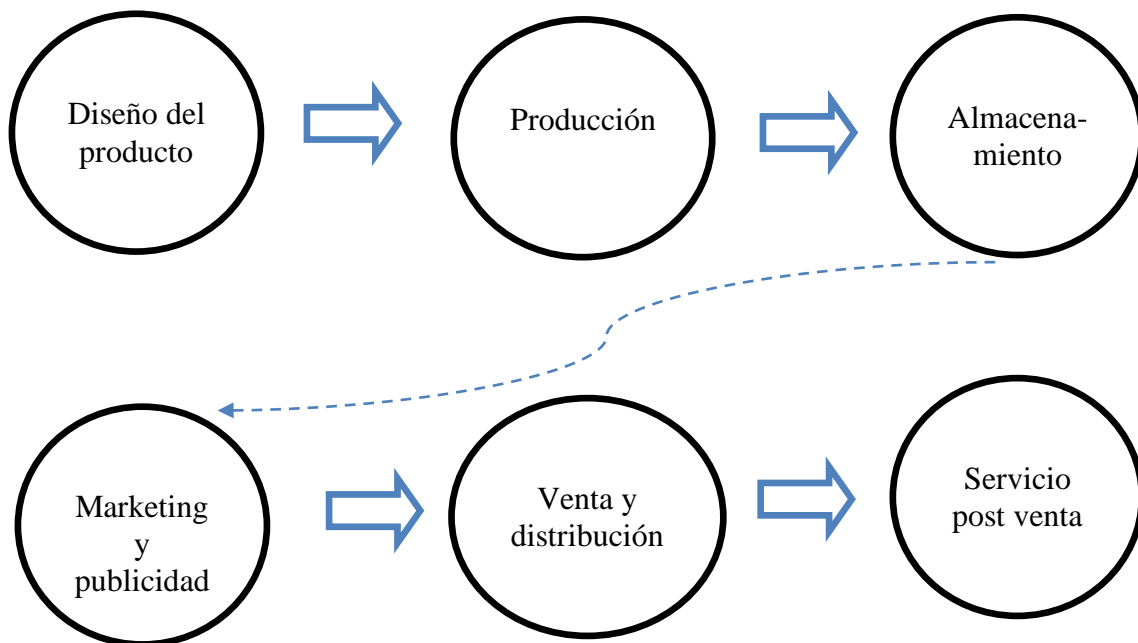 Diseño del
producto
Producción
Almacena-
miento
Marketing
y
publicidad
Venta y
distribución
Servicio
post venta